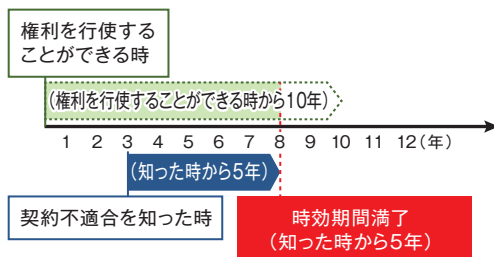 権利を行使する
ことができる時
(権利を行使することができる時から10年)
1 2 3 4 5 6 7 8 9 10 11 12(年)
(知った時から5年)
契約不適合を知った時
時効期間満了
(知った時から5年)